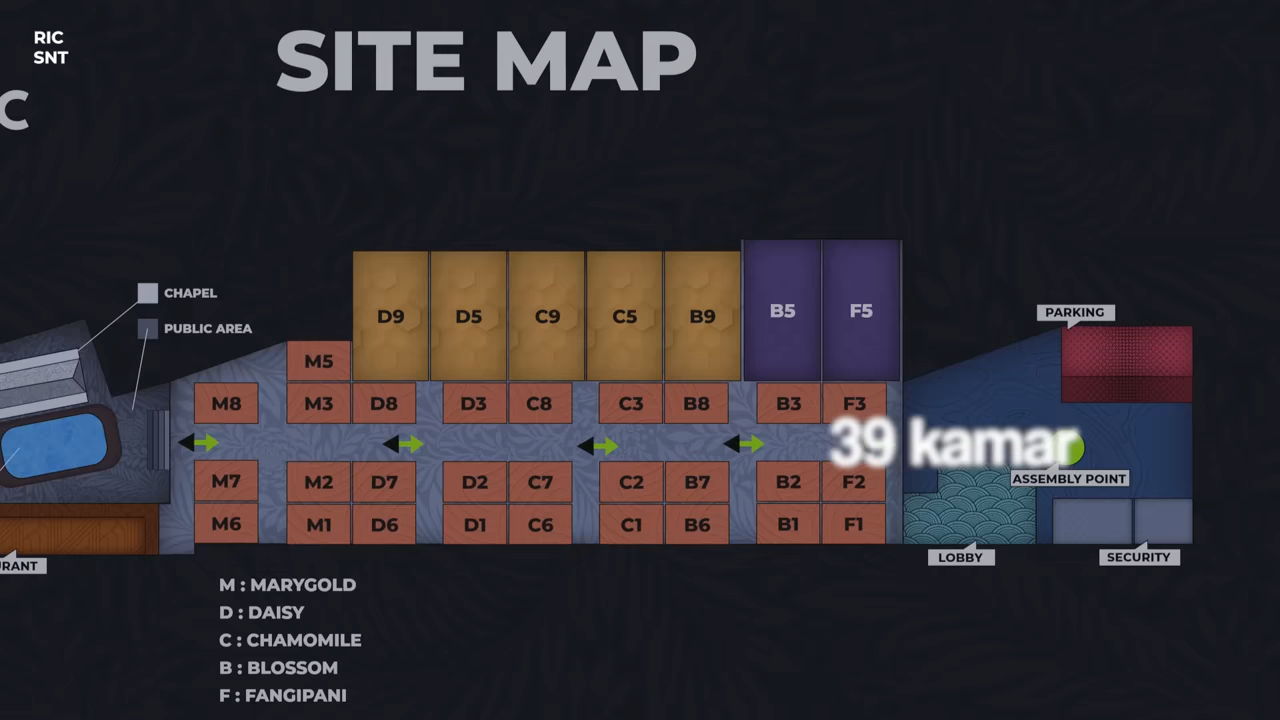 RIC
SNT
SITE MAP
C
CHAPEL
PUBLIC AREA
PARKING
D9 D5 C9 C5 B9 B5 F5
M5
M8 M3 D8 D3 C8 C3 B8 B3 F3
39 kamar
ASSEMBLY POINT
M7 M2 D7 D2 C7 C2 B7 B2 F2
M6 M1 D6 D1 C6 C1 B6 B1 F1
URANT
LOBBY
SECURITY
M : MARYGOLD
D : DAISY
C : CHAMOMILE
B : BLOSSOM
F : FANGIPANI